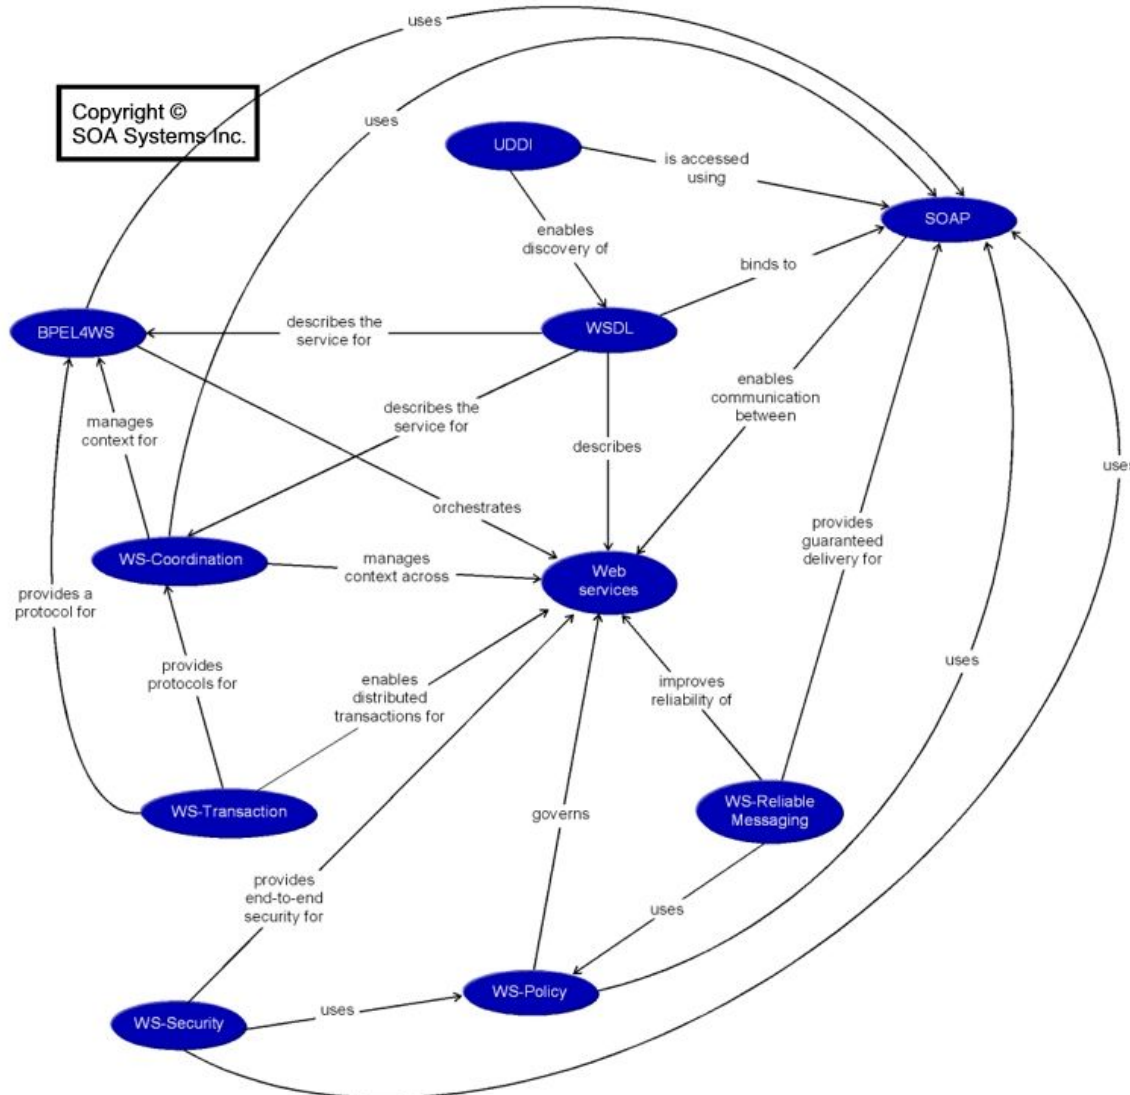 uses
Copyright ©
SOA Systems Inc.
uses
UDDI
is accessed
using
SOAP
enables
discovery of
binds to
BPEL4WS
describes the
service for
WSDL
enables
communication
between
manages
context for
describes the
service for
describes
uses
orchestrates
provides
guaranteed
delivery for
WS-Coordination
manages
context across
Web
services
provides a
protocol for
provides
protocols for
enables
distributed
transactions for
improves
reliability of
uses
WS-Transaction
governs
WS-Reliable
Messaging
provides
end-to-end
security for
uses
WS-Policy
WS-Security
uses